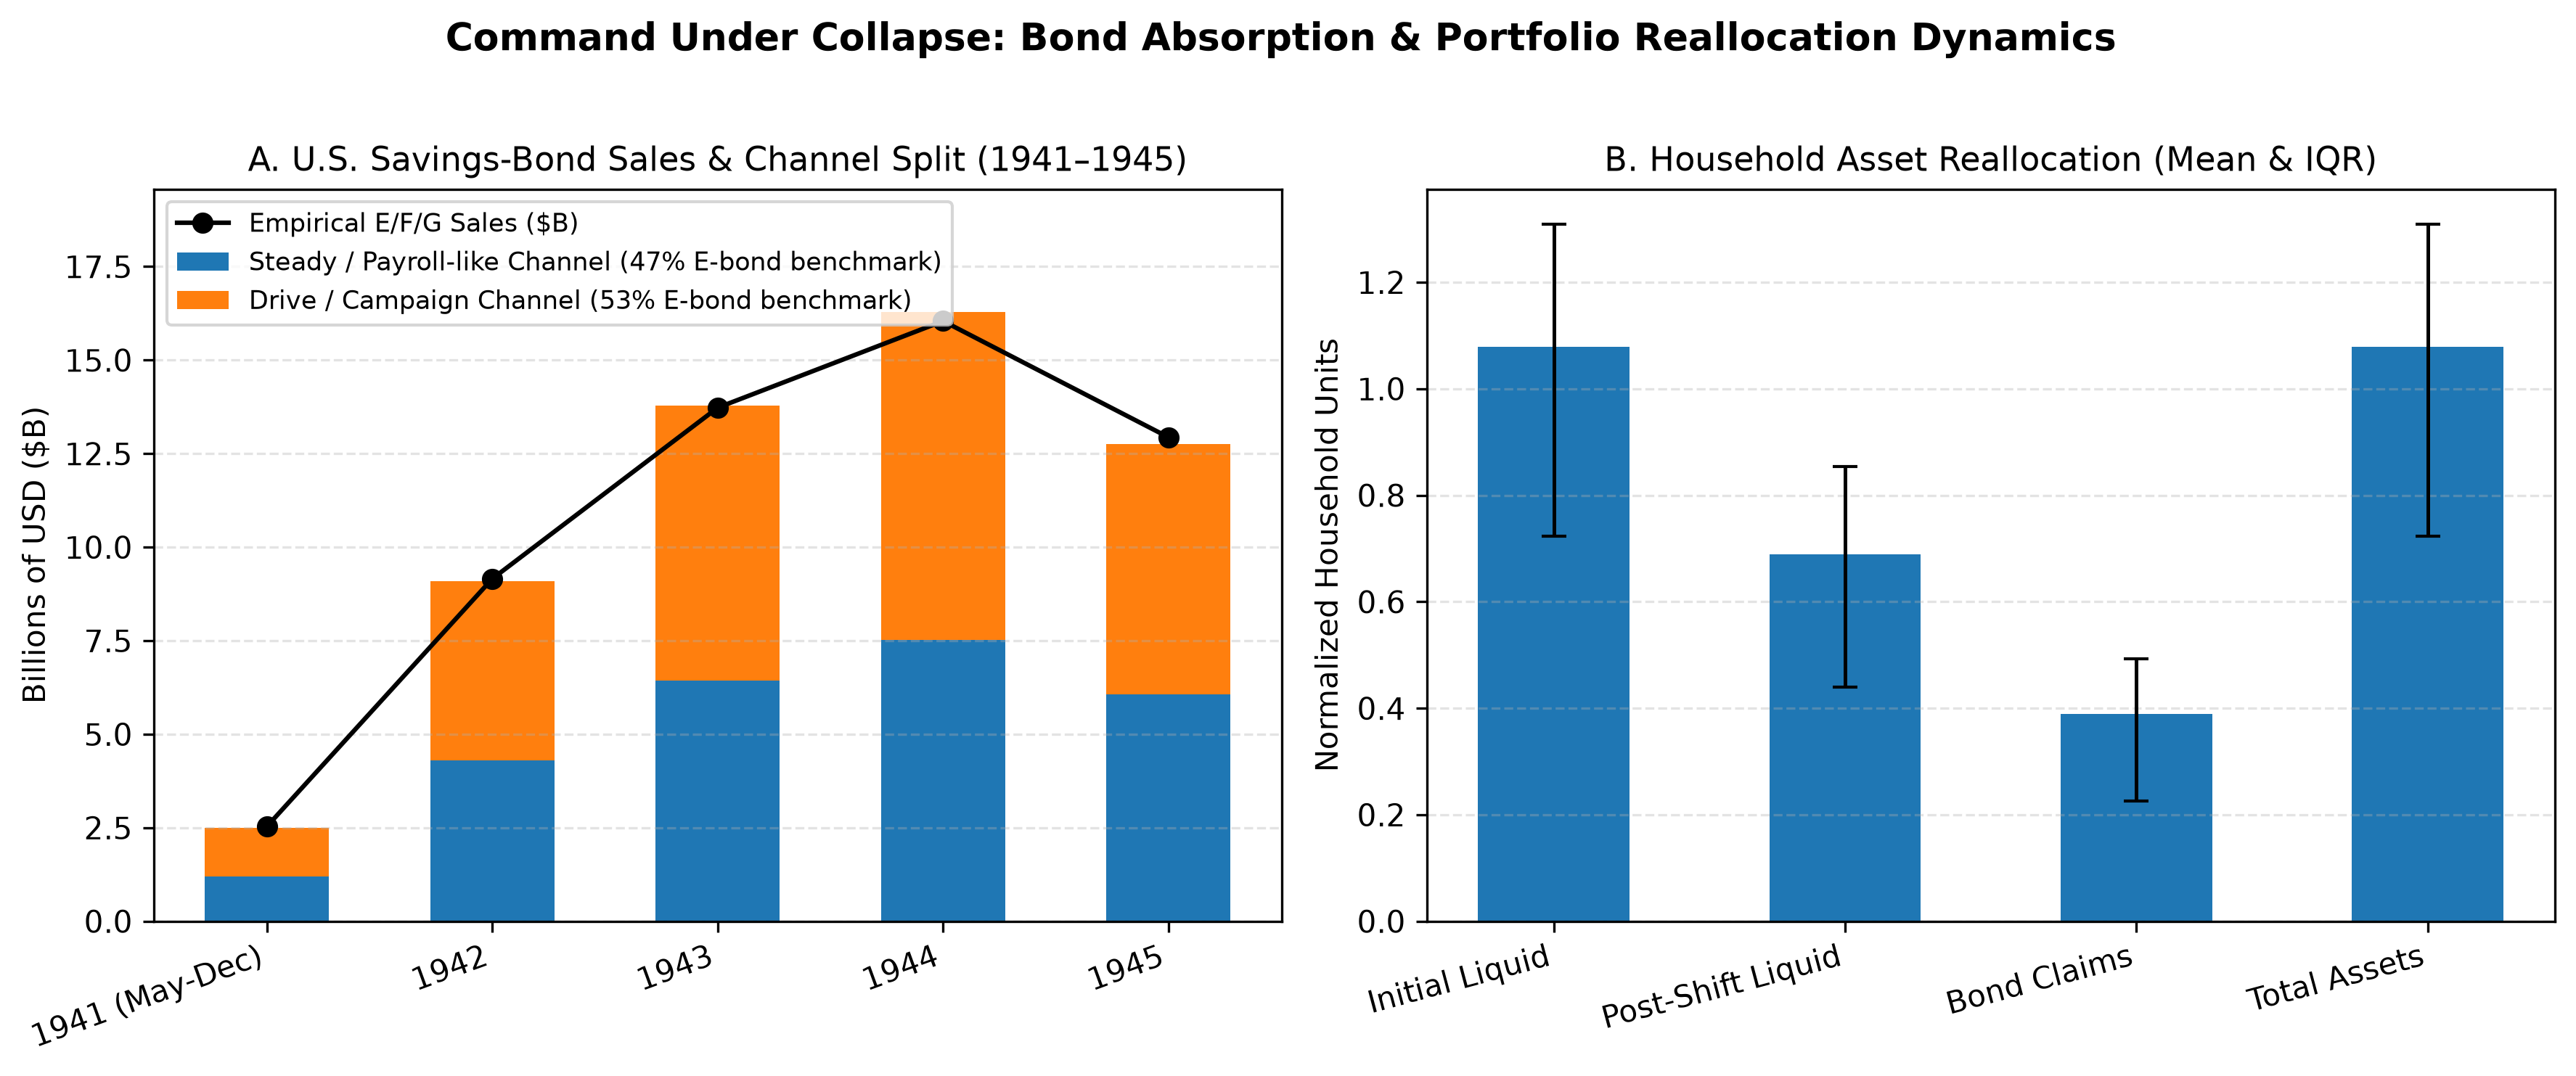 Command Under Collapse: Bond Absorption & Portfolio Reallocation Dynamics
A. U.S. Savings-Bond Sales & Channel Split (1941–1945)
Empirical E/F/G Sales ($B)
Steady / Payroll-like Channel (47% E-bond benchmark)
Drive / Campaign Channel (53% E-bond benchmark)
Billions of USD ($B)
17.5
15.0
12.5
10.0
7.5
5.0
2.5
0.0
1941 (May-Dec)
1942
1943
1944
1945
B. Household Asset Reallocation (Mean & IQR)
Normalized Household Units
1.2
1.0
0.8
0.6
0.4
0.2
0.0
Initial Liquid
Post-Shift Liquid
Bond Claims
Total Assets